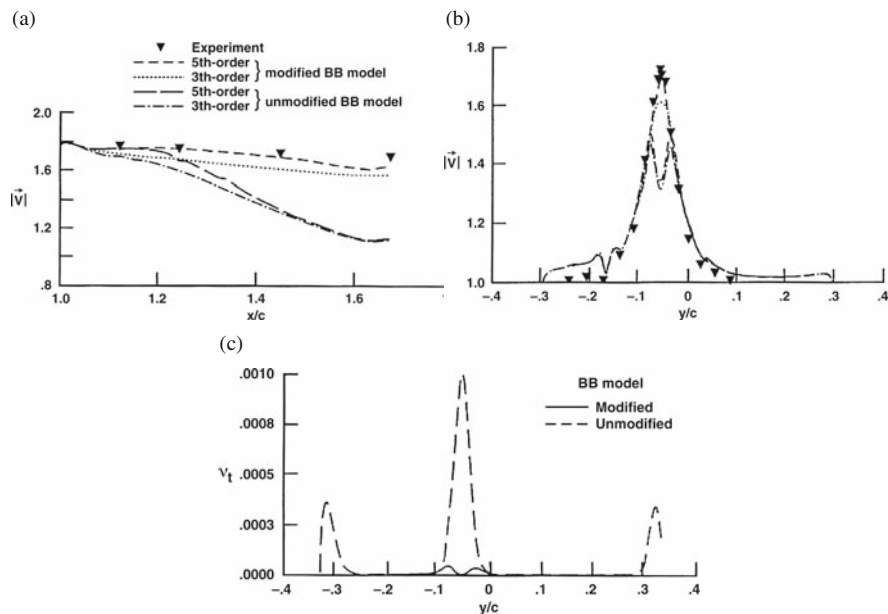 (a)
Experiment
5th-order
3th-order
modified BB model
5th-order
3th-order
unmodified BB model
2.0
1.6
|v|
1.2
.8
1.0
1.2
1.4
1.6
1.8
x/c
(b)
1.8
1.6
|v|
1.4
1.2
1.0
–.4
–.3
–.2
–.1
0
.1
.2
.3
.4
y/c
(c)
.0010
.0008
νt
.0005
.0003
.0000
–.4
–.3
–.2
–.1
0
.1
.2
.3
.4
y/c
BB model
Modified
Unmodified